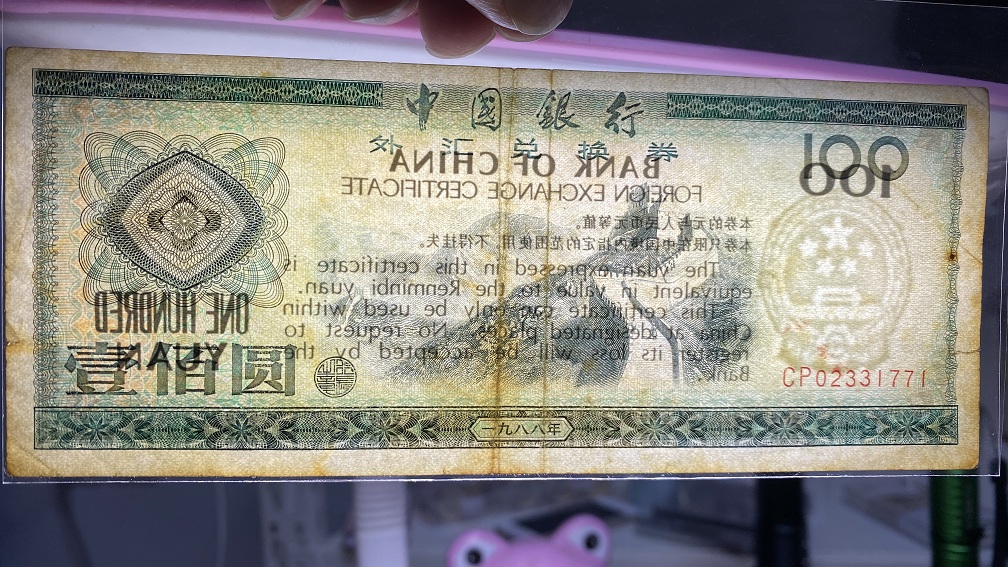 中国銀行
外汇兑换券
BANK OF CHINA
FOREIGN EXCHANGE CERTIFICATE
100
100
本券的元与人民币元等值。
本券只限在中国境内指定的范围使用，不得挂失。
The yuan expressed in this certificate is
equivalent in value to the Renminbi yuan.
This certificate can only be used within
China at designated places. No request to
register its loss will be accepted by the
Bank.
ONE HUNDRED
YUAN
壹佰圆
CP02331771
一九八八年